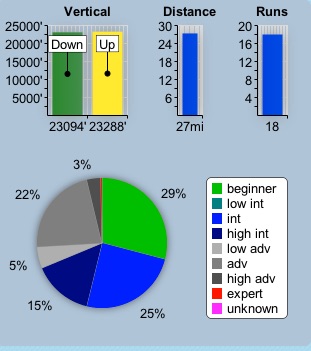 Vertical Distance Runs
25000'
20000'
15000'
10000'
5000'
Down
Up
23094' 23288'
30
24
18
12
6
27mi
20
16
12
8
4
18
3%
22%
29%
5%
15%
25%
beginner
low int
int
high int
low adv
adv
high adv
expert
unknown